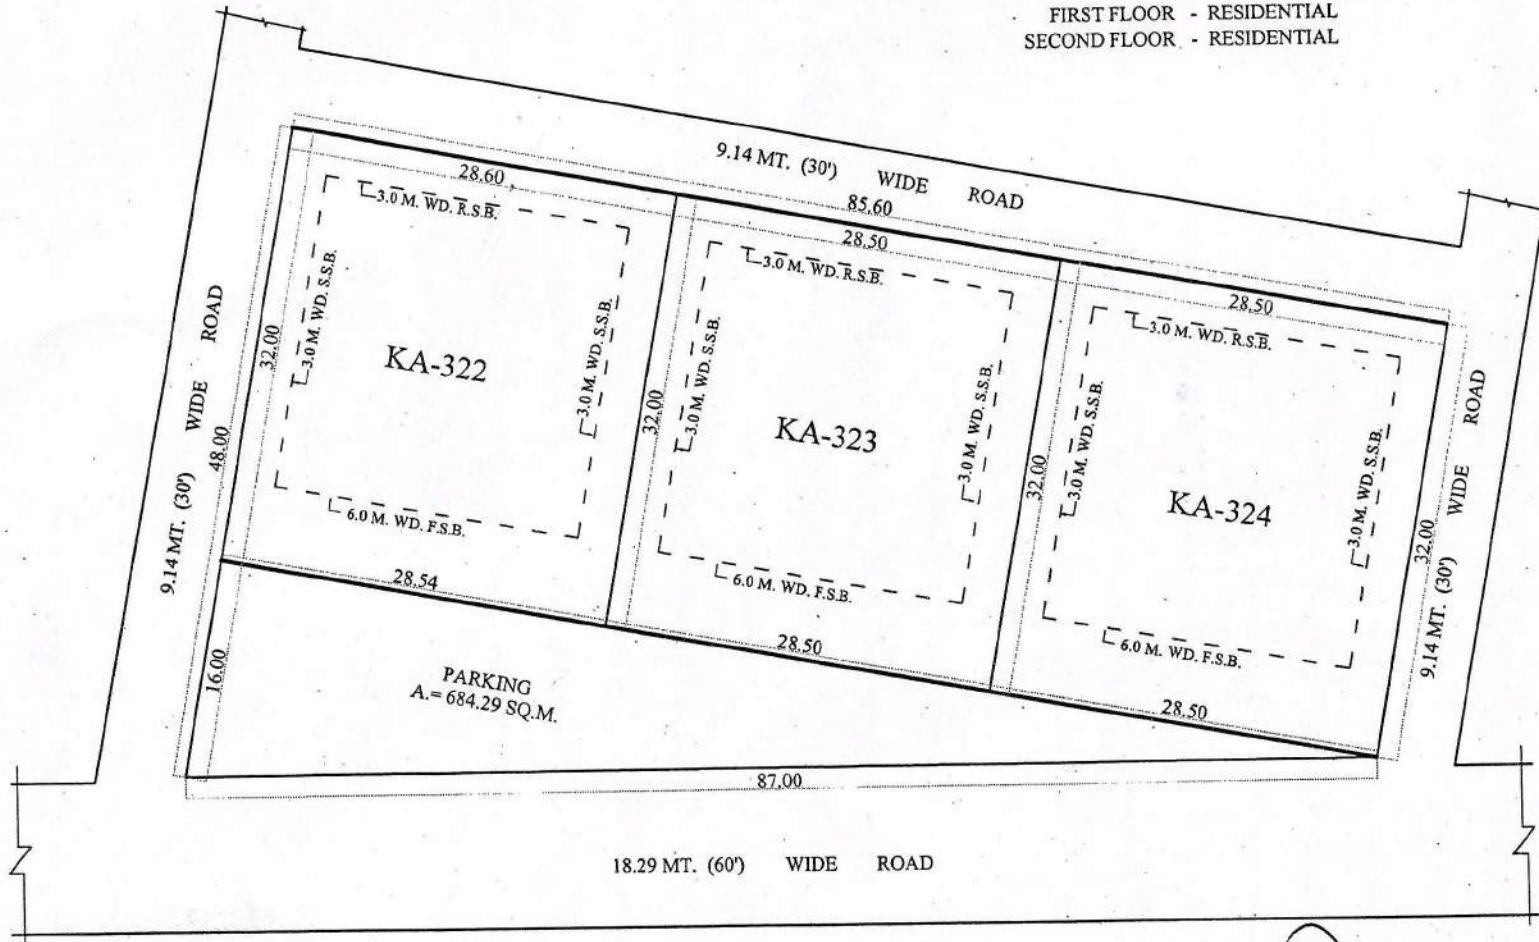 FIRST FLOOR - RESIDENTIAL
SECOND FLOOR - RESIDENTIAL
9.14 MT. (30') WIDE ROAD
85.60
28.60
28.50
28.50
3.0 M. WD. R.S.B.
3.0 M. WD. R.S.B.
3.0 M. WD. R.S.B.
9.14 MT. (30') WIDE ROAD
48.00
32.00
3.0 M. WD. S.S.B.
KA-322
3.0 M. WD. S.S.B.
6.0 M. WD. F.S.B.
28.54
32.00
3.0 M. WD. S.S.B.
KA-323
3.0 M. WD. S.S.B.
6.0 M. WD. F.S.B.
28.50
32.00
3.0 M. WD. S.S.B.
KA-324
3.0 M. WD. S.S.B.
6.0 M. WD. F.S.B.
28.50
32.00
9.14 MT. (30') WIDE ROAD
16.00
PARKING
A.= 684.29 SQ.M.
87.00
18.29 MT. (60') WIDE ROAD